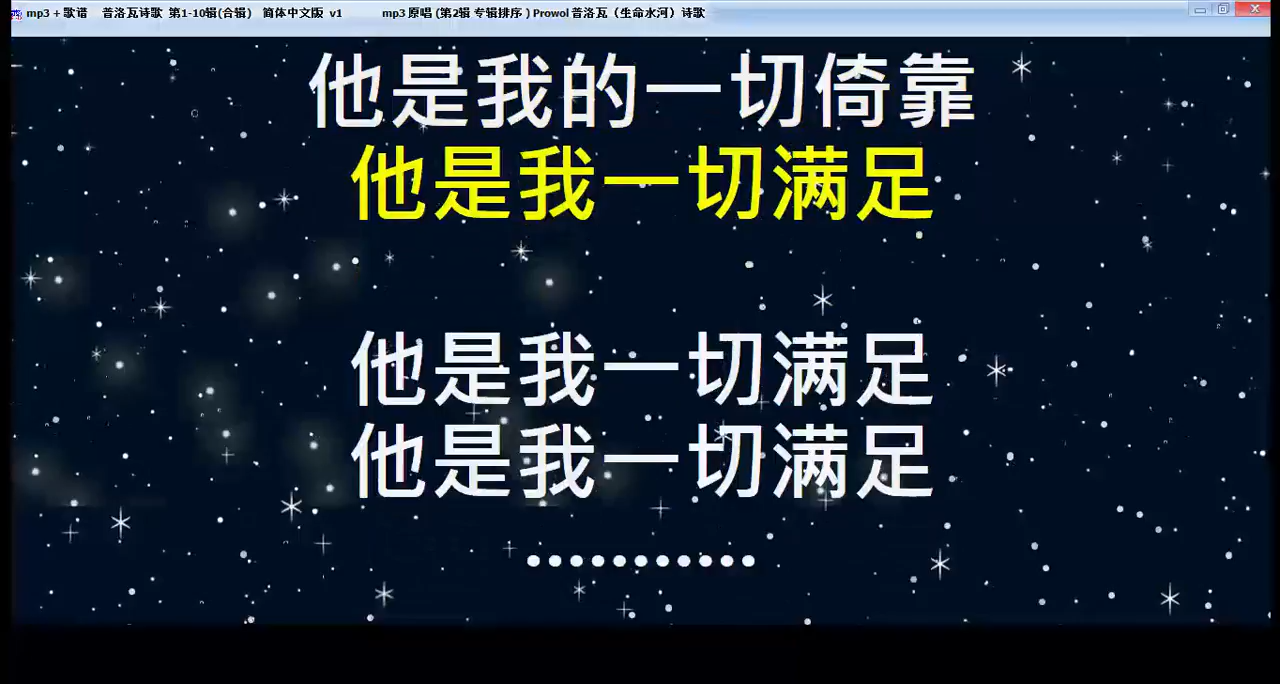 mp3 + 歌谱 普洛瓦诗歌 第1-10辑(合辑) 简体中文版 v1 mp3 原唱 (第2辑 专辑排序 ) Prowol 普洛瓦（生命水河）诗歌
他是我的一切倚靠
他是我一切满足
他是我一切满足
他是我一切满足
● ● ● ● ● ● ● ● ● ● ●